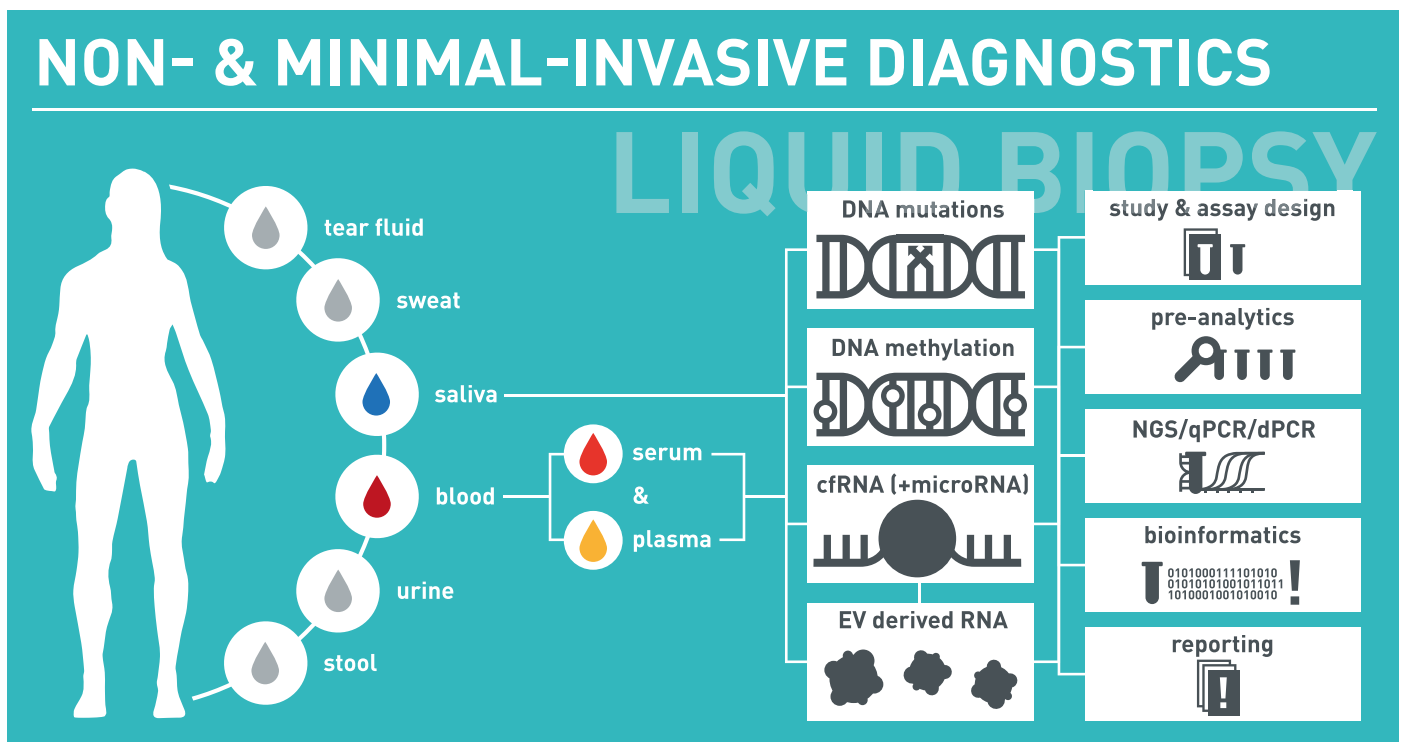 NON- & MINIMAL-INVASIVE DIAGNOSTICS
LIQUID BIOPSY
tear fluid
sweat
saliva
blood
urine
stool
serum
&
plasma
DNA mutations
DNA methylation
cfRNA (+microRNA)
EV derived RNA
study & assay design
pre-analytics
NGS/qPCR/dPCR
bioinformatics
0101000111101010
01010101001011011
1010001001010010
!
reporting
!